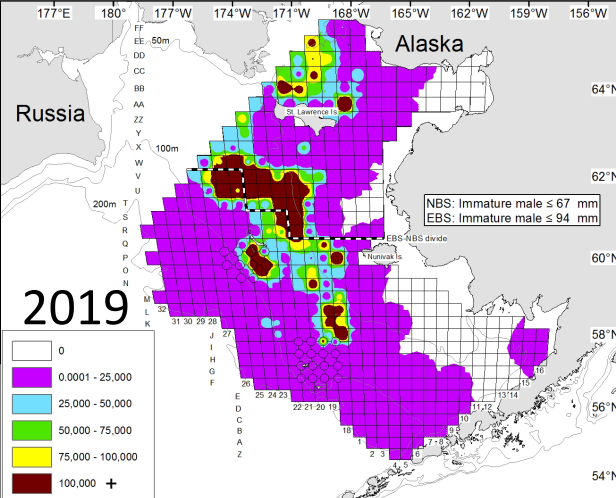 177°E 180° 177°W 174°W 171°W 168°W 165°W 162°W 159°W 156°W
FF
EE
50m
Alaska
DD
CC
64°N
BB
AA
Russia
St. Lawrence Is.
ZZ
Y
X
100m
W
V
62°N
U
200m
T
S
NBS: Immature male ≤ 67 mm
EBS: Immature male ≤ 94 mm
R
Q
EBS-NBS divide
P
Nunivak Is.
60°N
O
N
2019
M
L
K
32 31 30 29 28
27
J
I
H
G
F
58°N
16
15
26 25 24 23 22 21 20 19
18
13 14
11 12
10
9
7 8
6
5
4
3
2
1
E
D
C
B
A
Z
56°N
54°N
0
0.0001 - 25,000
25,000 - 50,000
50,000 - 75,000
75,000 - 100,000
100,000 +